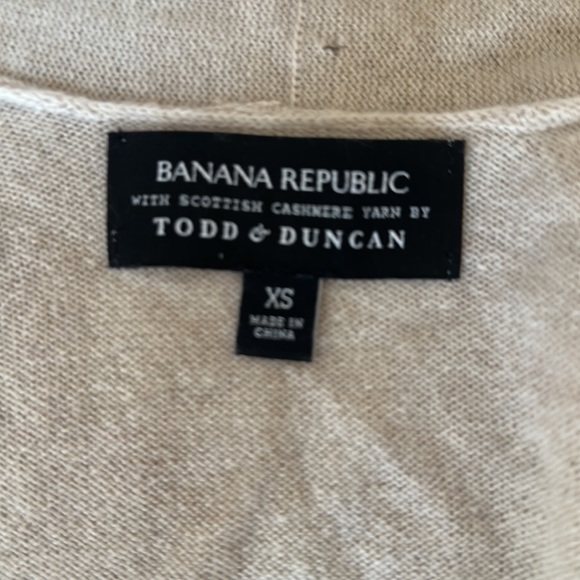 BANANA REPUBLIC
WITH SCOTTISH CASHMERE YARN BY
TODD & DUNCAN
XS
MADE IN
CHINA